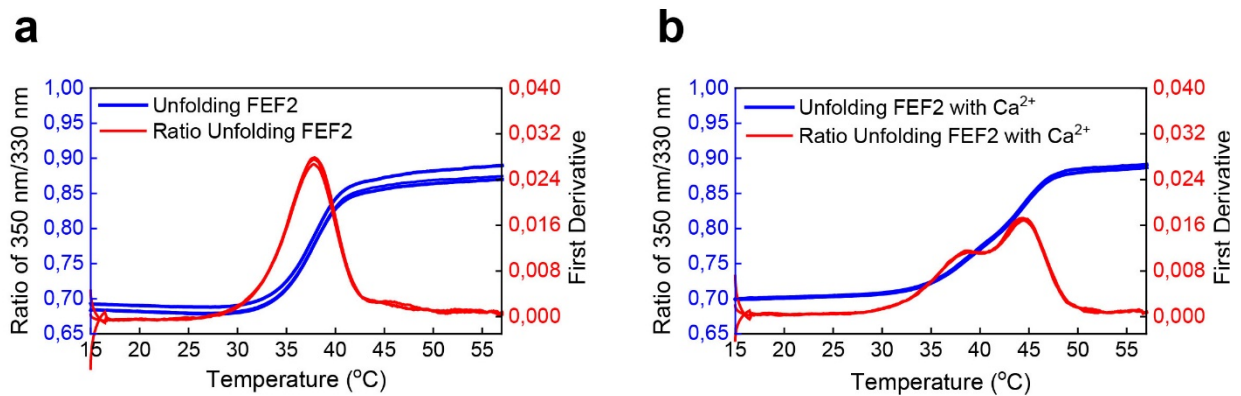 a
Unfolding FEF2
Ratio Unfolding FEF2
Ratio of 350 nm/330 nm
1,00
0,95
0,90
0,85
0,80
0,75
0,70
0,65
0,040
0,032
0,024
0,016
0,008
0,000
First Derivative
15 20 25 30 35 40 45 50 55
Temperature (°C)
b
Unfolding FEF2 with Ca²⁺
Ratio Unfolding FEF2 with Ca²⁺
Ratio of 350 nm/330 nm
1,00
0,95
0,90
0,85
0,80
0,75
0,70
0,65
0,040
0,032
0,024
0,016
0,008
0,000
First Derivative
15 20 25 30 35 40 45 50 55
Temperature (°C)